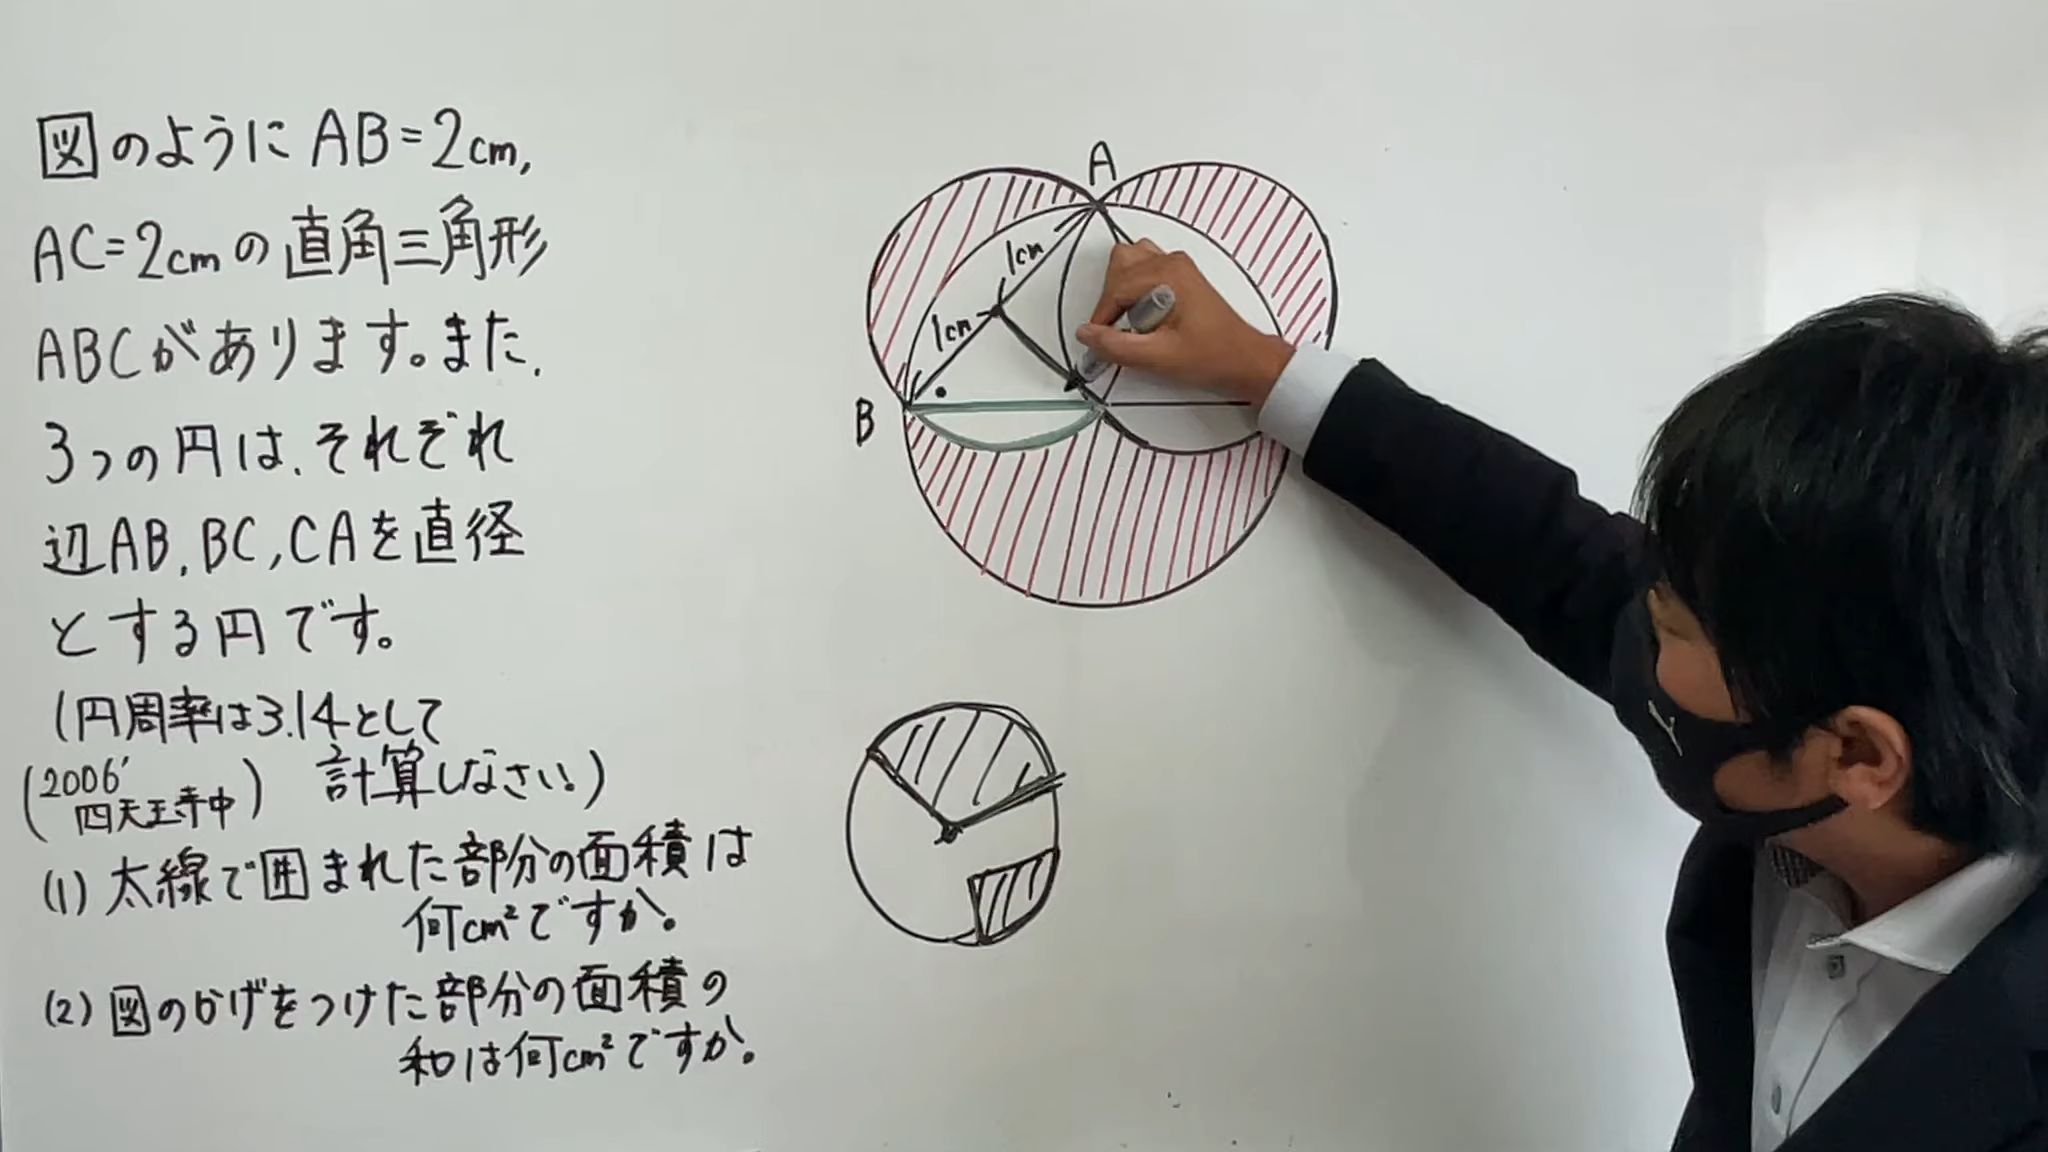 図のようにAB=2cm,
AC=2cmの直角三角形
ABCがあります。また、
3つの円は、それぞれ
辺AB,BC,CAを直径
とする円です。
(円周率は3.14として
計算しなさい)
(2006'
四天王寺中)
(1) 太線で囲まれた部分の面積は
何cm²ですか。
(2) 図のかげをつけた部分の面積の
和は何cm²ですか。
A
1cm
1cm
B